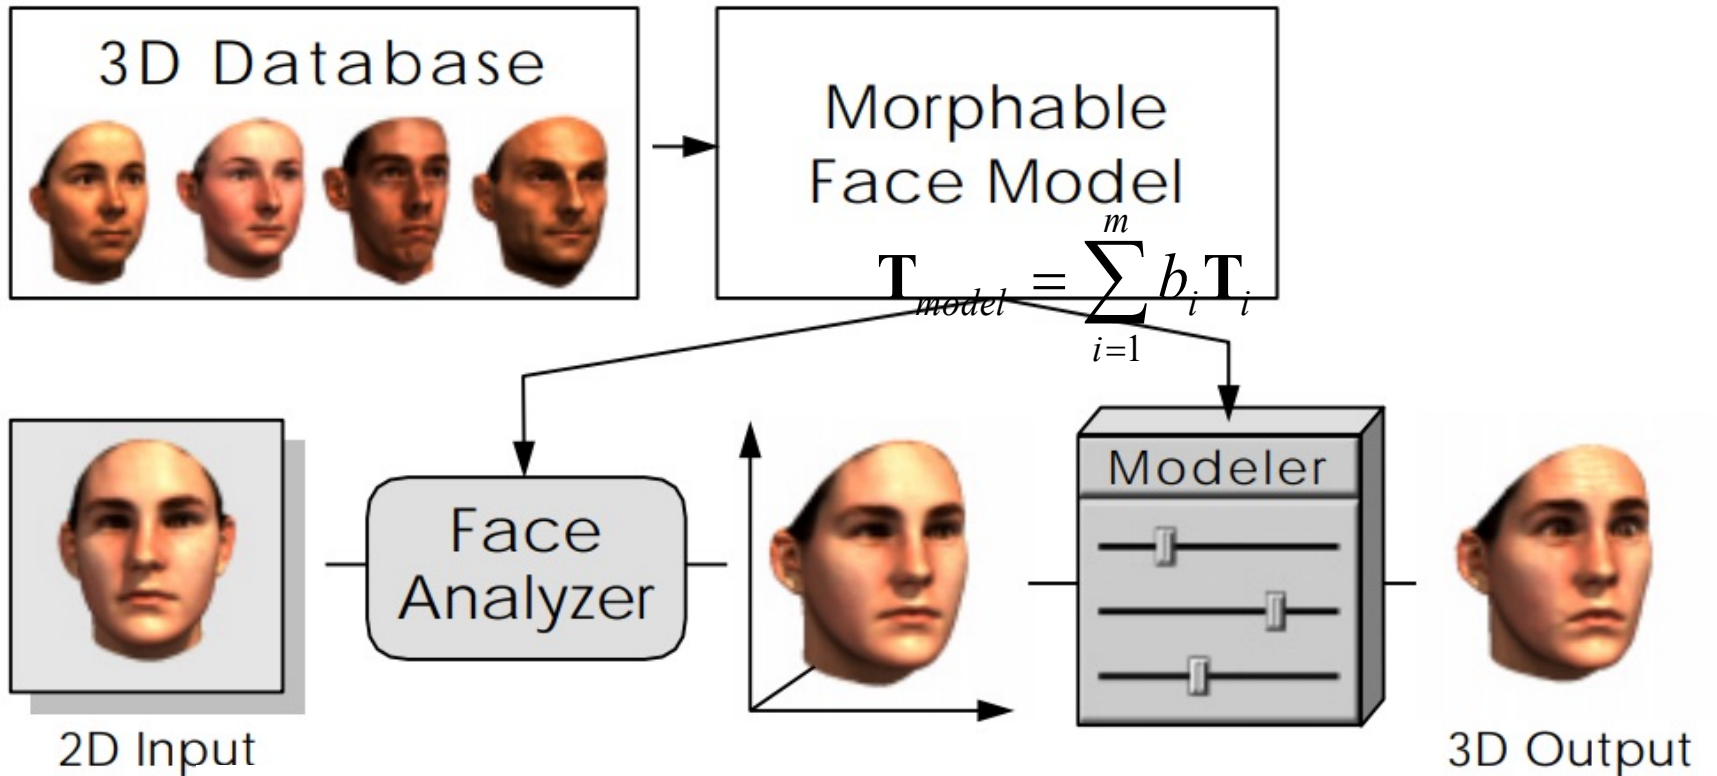 3D Database
Morphable
Face Model
T_model = ∑_{i=1}^{m} b_i T_i
Face
Analyzer
Modeler
2D Input
3D Output